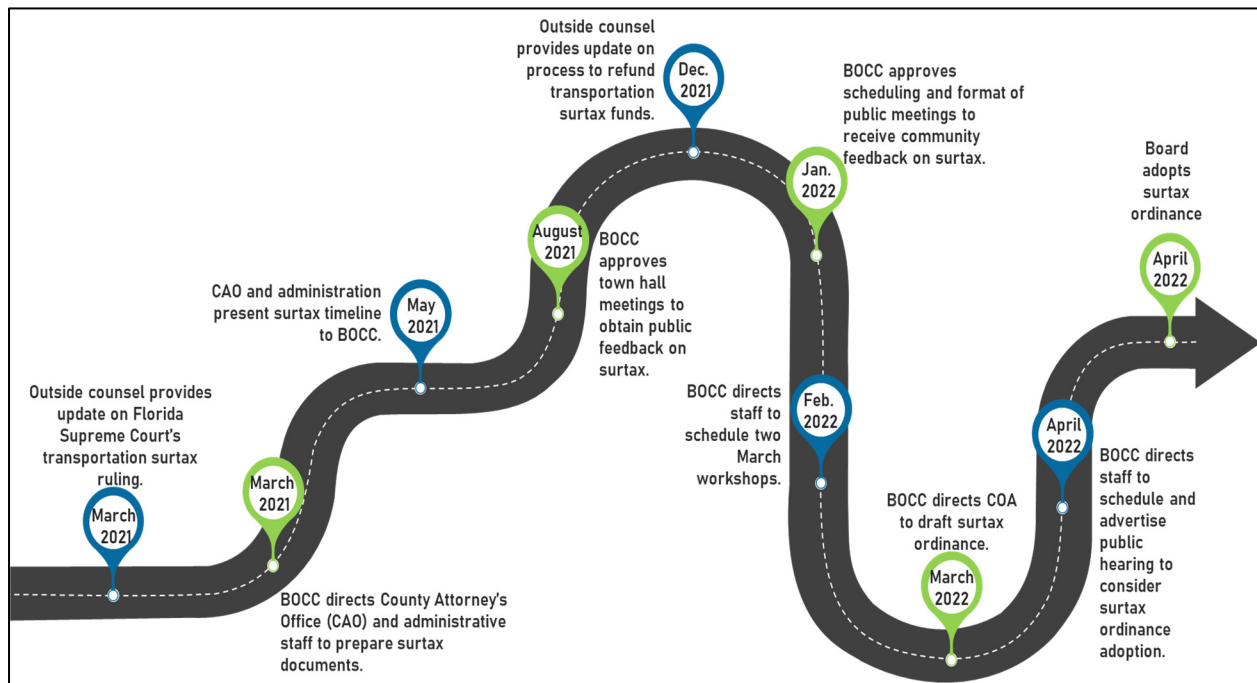 Outside counsel provides
update on Florida
Supreme Court's
transportation surtax
ruling.
March
2021
March
2021
BOCC directs County Attorney's
Office (CAO) and administrative
staff to prepare surtax
documents.
CAO and administration
present surtax timeline
to BOCC.
May
2021
August
2021
BOCC
approves
town hall
meetings to
obtain public
feedback on
surtax.
Outside counsel
provides update on
process to refund
transportation
surtax funds.
Dec.
2021
BOCC approves
scheduling and format of
public meetings to
receive community
feedback on surtax.
Jan.
2022
BOCC directs
staff to
schedule two
March
workshops.
Feb.
2022
BOCC directs COA
to draft surtax
ordinance.
March
2022
April
2022
BOCC directs
staff to
schedule and
advertise
public
hearing to
consider
surtax
ordinance
adoption.
Board
adopts
surtax
ordinance
April
2022